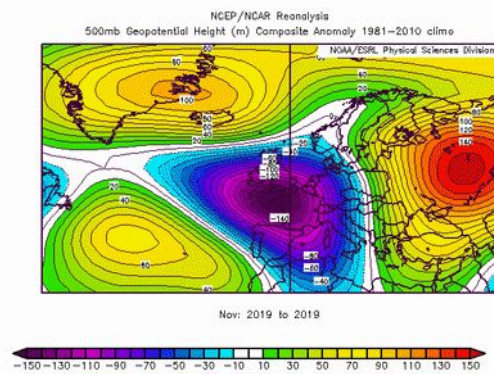 NCEP/NCAR Reanalysis
500mb Geopotential Height (m) Composite Anomaly 1981-2010 climo
NOAA/ESRL Physical Sciences Division
Nov: 2019 to 2019
-150 -130 -110 -90 -70 -50 -30 -10 10 30 50 70 90 110 130 150